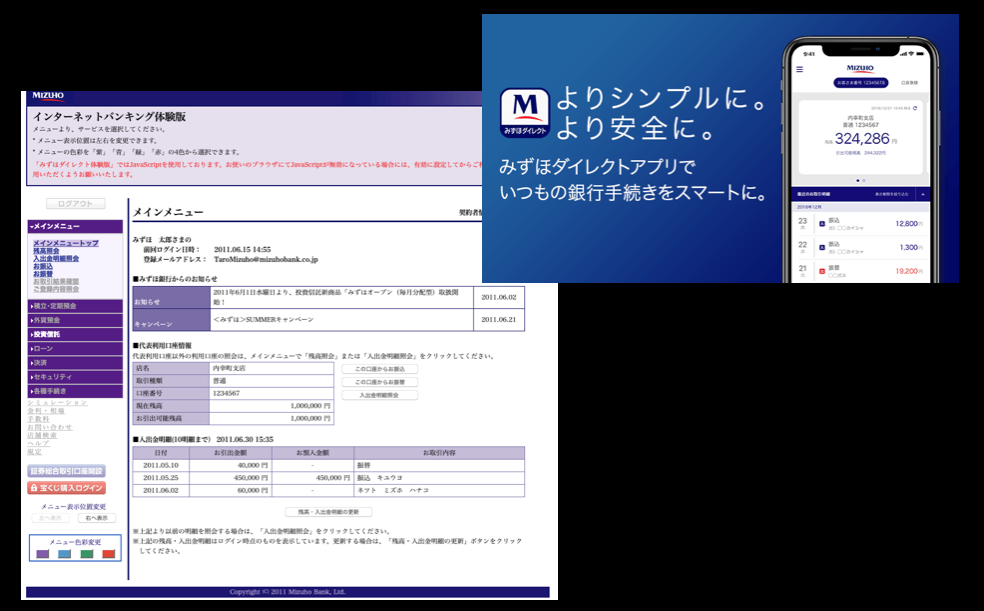 MIZUHO
インターネットバンキング体験版
メニューより、サービスを選択してください。
* メニュー表示位置は左右を変更できます。
* メニューの色彩を「紫」「青」「緑」「赤」の4色から選択できます。
「みずほダイレクト体験版」ではJavaScriptを使用しております。お使いのブラウザにてJavaScriptが無効になっている場合には、有効に設定してからご利
用いただくようお願いいたします。
ログアウト
メインメニュー
メインメニュートップ
残高照会
入出金明細照会
お振込
お振替
お取引結果確認
ご登録内容照会
積立・定期預金
外貨預金
投資信託
ローン
決済
セキュリティ
各種手続き
シミュレーション
金利・相場
手数料
お問い合わせ
店舗検索
ヘルプ
規定
証券総合取引口座開設
宝くじ購入ログイン
メニュー表示位置変更
左へ表示 右へ表示
メニュー色彩変更
メインメニュー
契約者情
みずほ 太郎さまの
前回ログイン日時： 2011.06.15 14:55
登録メールアドレス： TaroMizuho@mizuhobank.co.jp
■みずほ銀行からのお知らせ
お知らせ 2011年6月1日水曜日より、投資信託新商品「みずほオープン（毎月分配型）取扱開
始！ 2011.06.02
キャンペーン ＜みずほ＞SUMMERキャンペーン 2011.06.21
■代表利用口座情報
代表利用口座以外の利用口座の照会は、メインメニューで「残高照会」または「入出金明細照会」をクリックしてください。
店名 内幸町支店 この口座からお振込
取引種類 普通 この口座からお振替
口座番号 1234567 入出金明細照会
現在残高 1,000,000 円
お引出可能残高 1,000,000 円
■入出金明細(10明細まで) 2011.06.30 15:35
日付 お引出金額 お預入金額 お取引内容
2011.05.10 40,000 円 - 振替
2011.05.25 450,000 円 450,000 円 振込 キユウヨ
2011.06.02 60,000 円 - ネツト ミズホ ハナコ
残高・入出金明細の更新
※上記より以前の明細を照会する場合は、「入出金明細照会」をクリックしてください。
※上記の残高・入出金明細はログイン時点のものを表示しています。更新する場合は、「残高・入出金明細の更新」ボタンをクリック
してください。
Copyright (c) 2011 Mizuho Bank, Ltd.
M
みずほダイレクト
よりシンプルに。
より安全に。
みずほダイレクトアプリで
いつもの銀行手続きをスマートに。
9:41
MIZUHO
お客さま番号 12345678
口座情報
内幸町支店
普通 1234567
324,286 円
引出可能残高 244,322円
最近のお取引明細
2018年12月
23 振込 12,800円
22 振込 1,300円
21 振替 19,200円